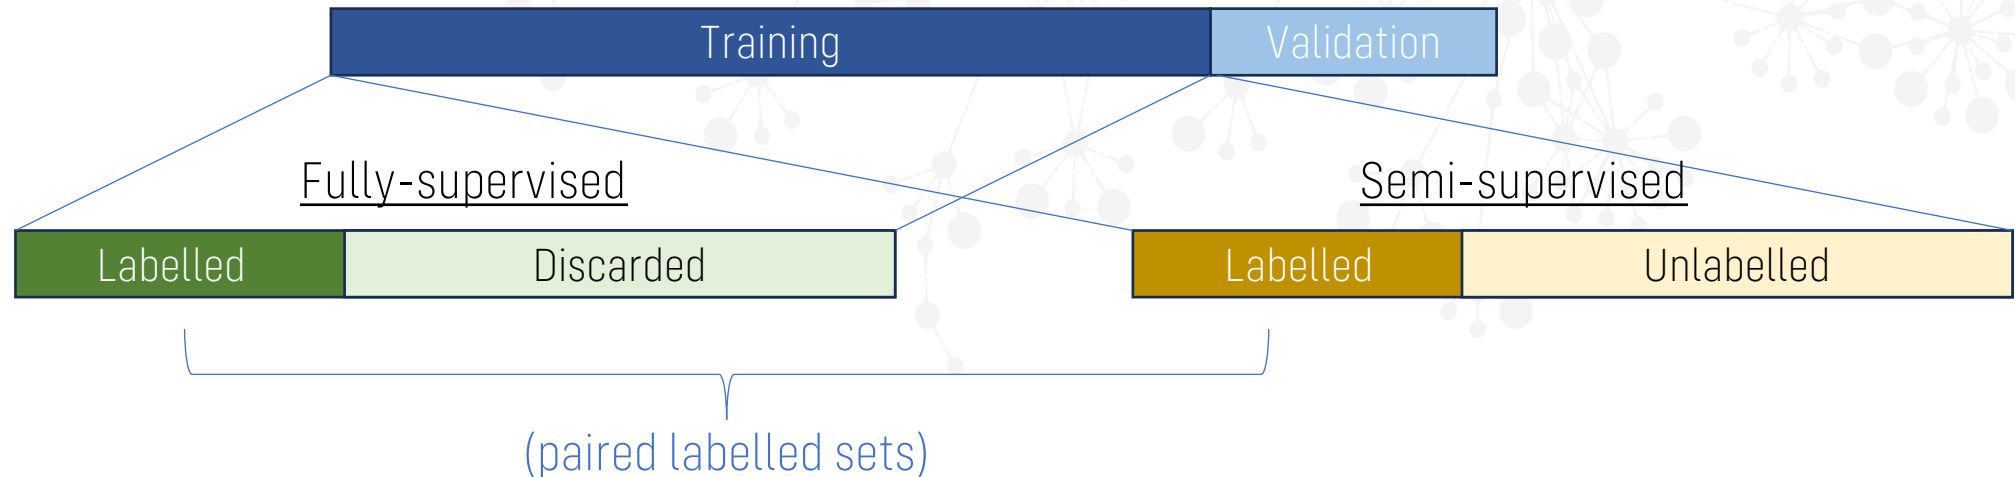 Training
Validation
Fully-supervised
Semi-supervised
Labelled
Discarded
Labelled
Unlabelled
(paired labelled sets)